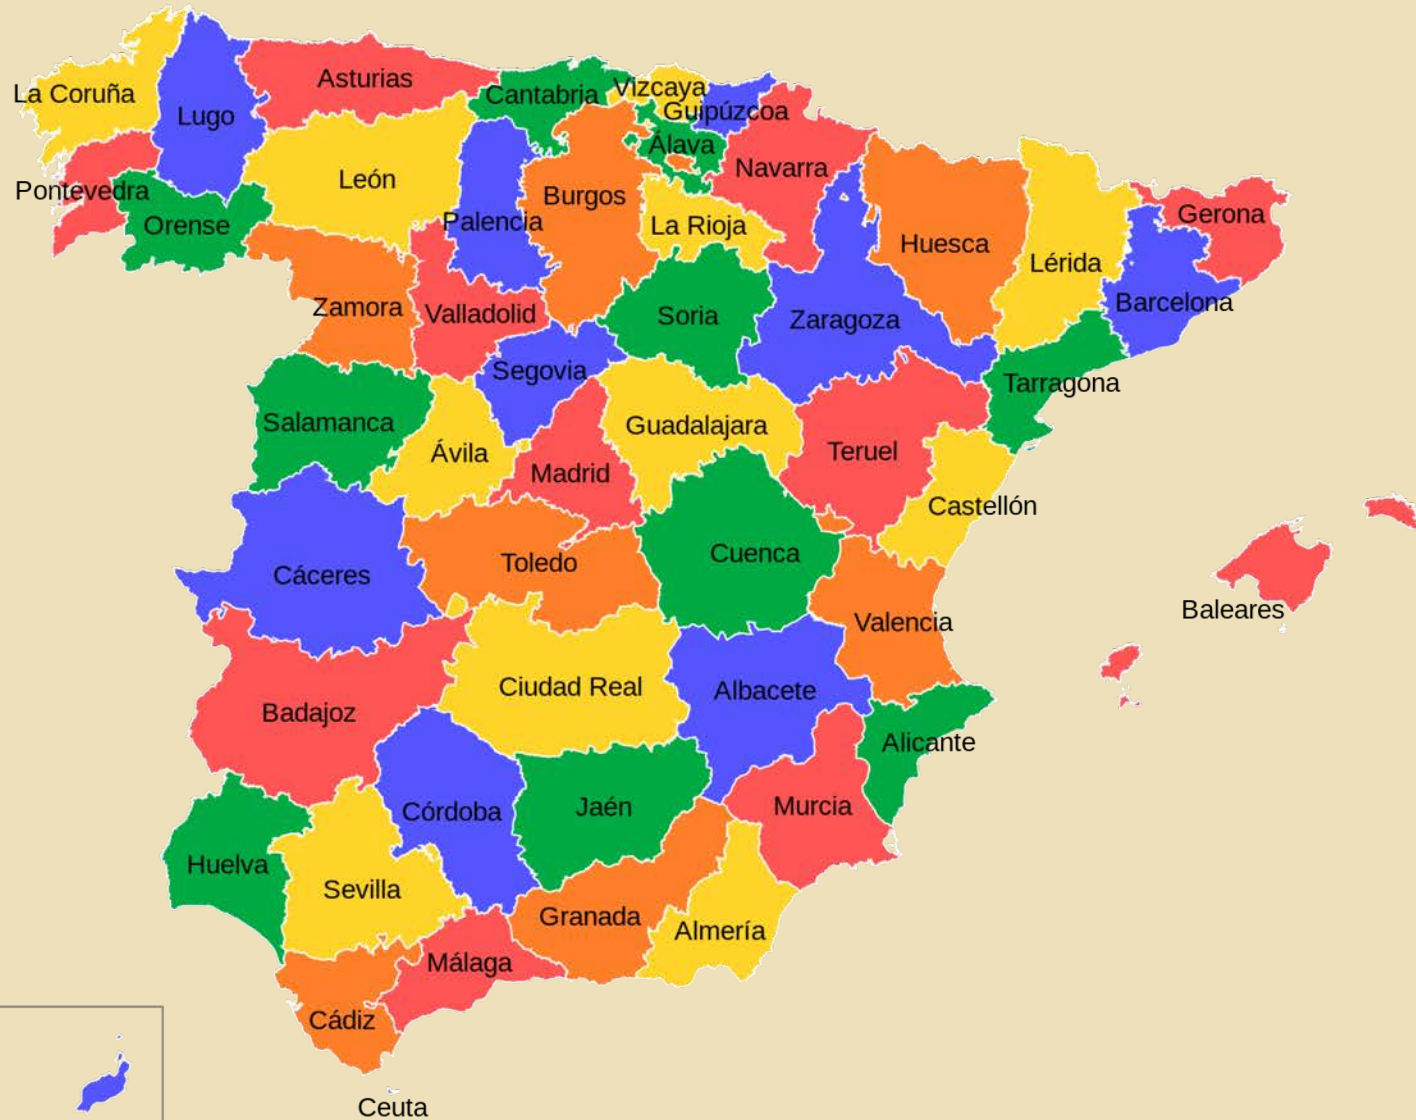 Asturias
Vizcaya
La Coruña
Cantabria
Guipúzcoa
Lugo
Álava
Navarra
León
Pontevedra
Burgos
Gerona
Palencia
Orense
La Rioja
Huesca
Lérida
Barcelona
Zamora
Valladolid
Soria
Zaragoza
Segovia
Tarragona
Salamanca
Guadalajara
Ávila
Teruel
Madrid
Castellón
Cuenca
Toledo
Cáceres
Baleares
Valencia
Ciudad Real
Albacete
Badajoz
Alicante
Córdoba
Jaén
Murcia
Huelva
Sevilla
Granada
Almería
Málaga
Cádiz
Ceuta